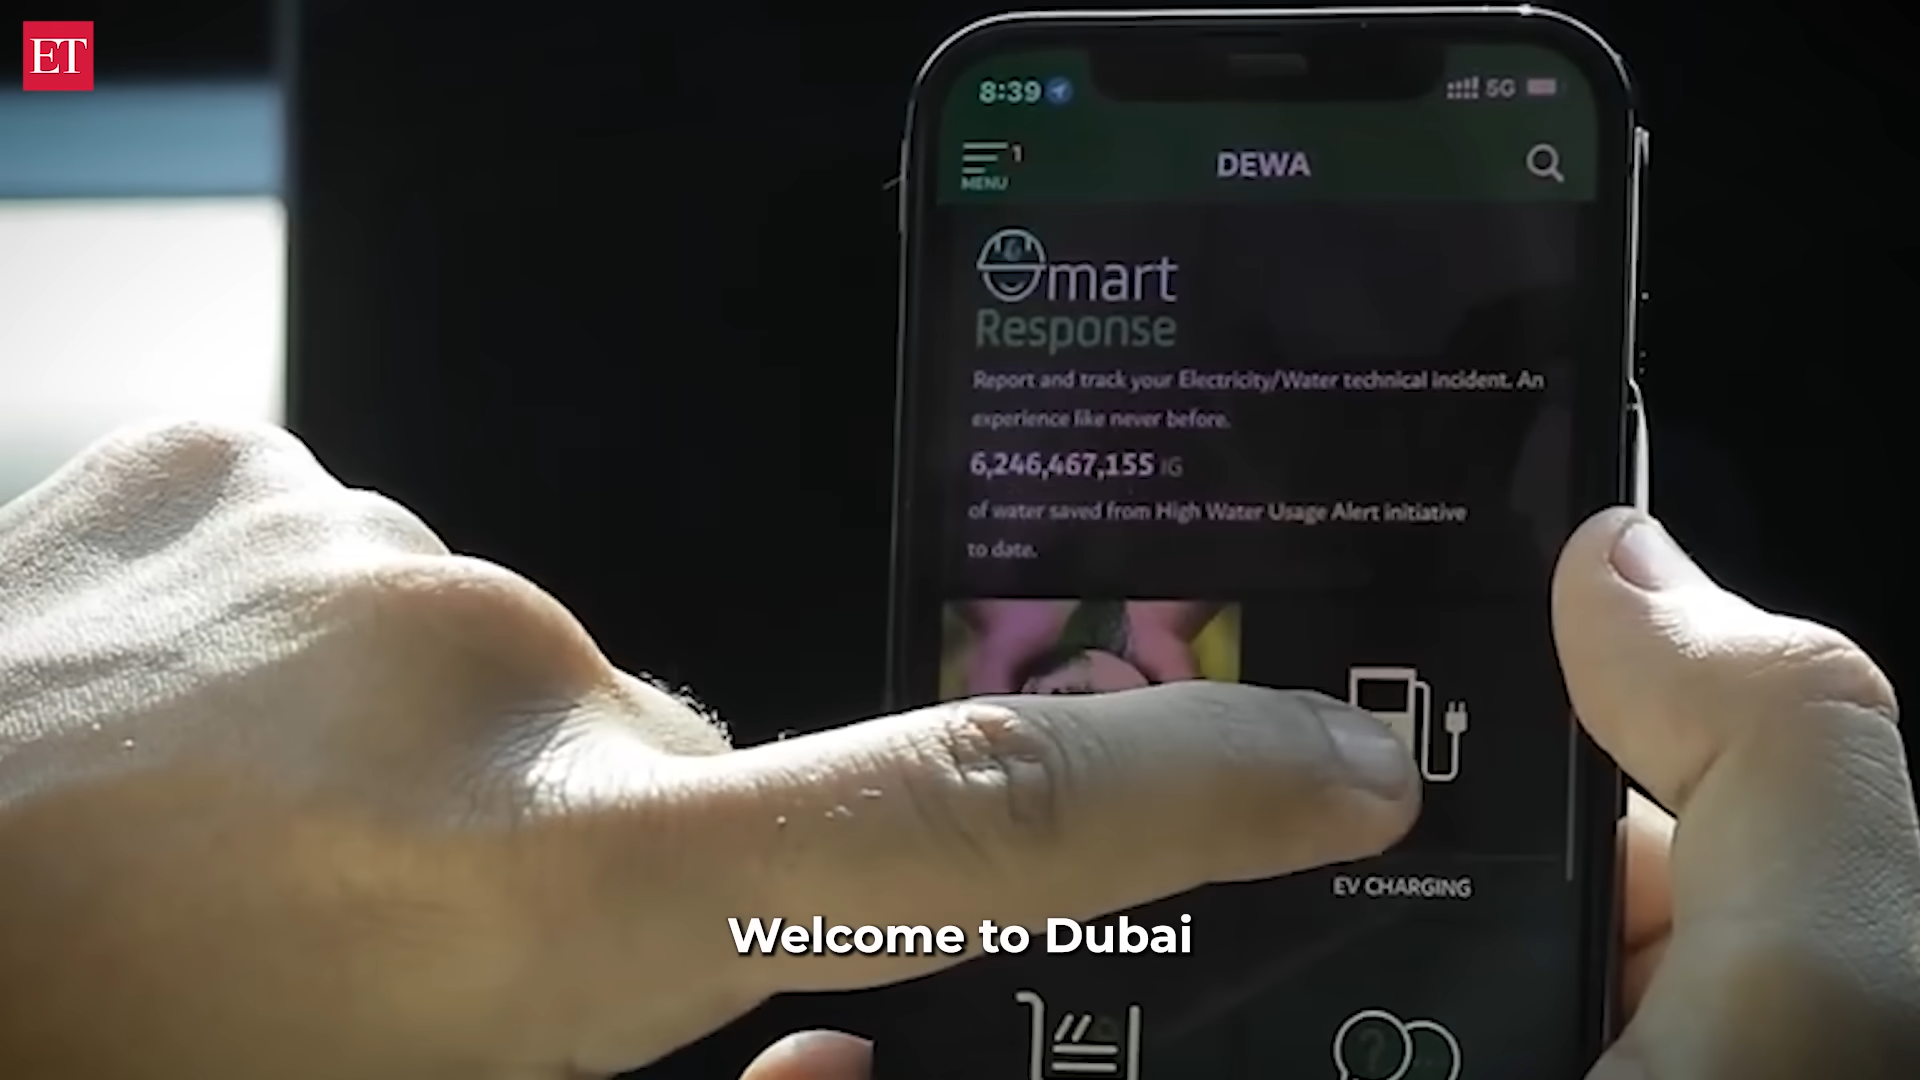 ET
8:39
5G
MENU
1
DEWA
Smart
Response
Report and track your Electricity/Water technical incident. An
experience like never before.
6,246,467,155 IG
of water saved from High Water Usage Alert initiative
to date.
EV CHARGING
Welcome to Dubai